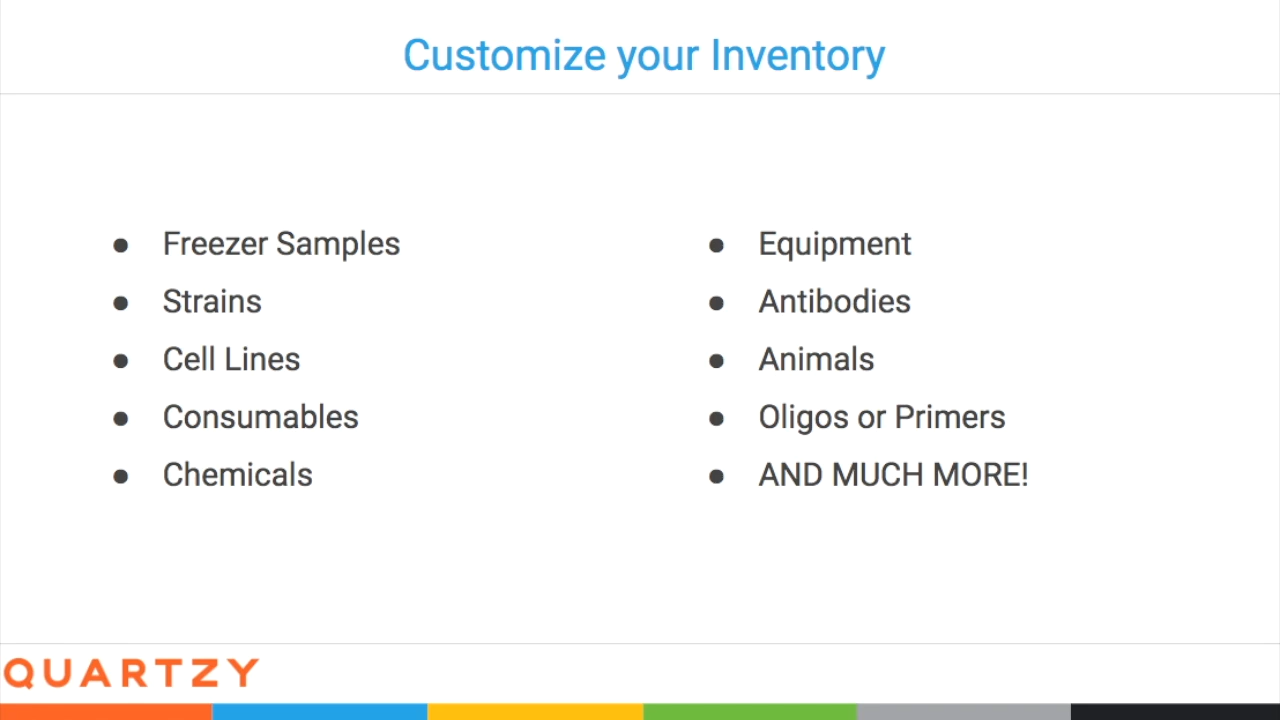 Customize your Inventory
● Freezer Samples
● Strains
● Cell Lines
● Consumables
● Chemicals
● Equipment
● Antibodies
● Animals
● Oligos or Primers
● AND MUCH MORE!
QUARTZY